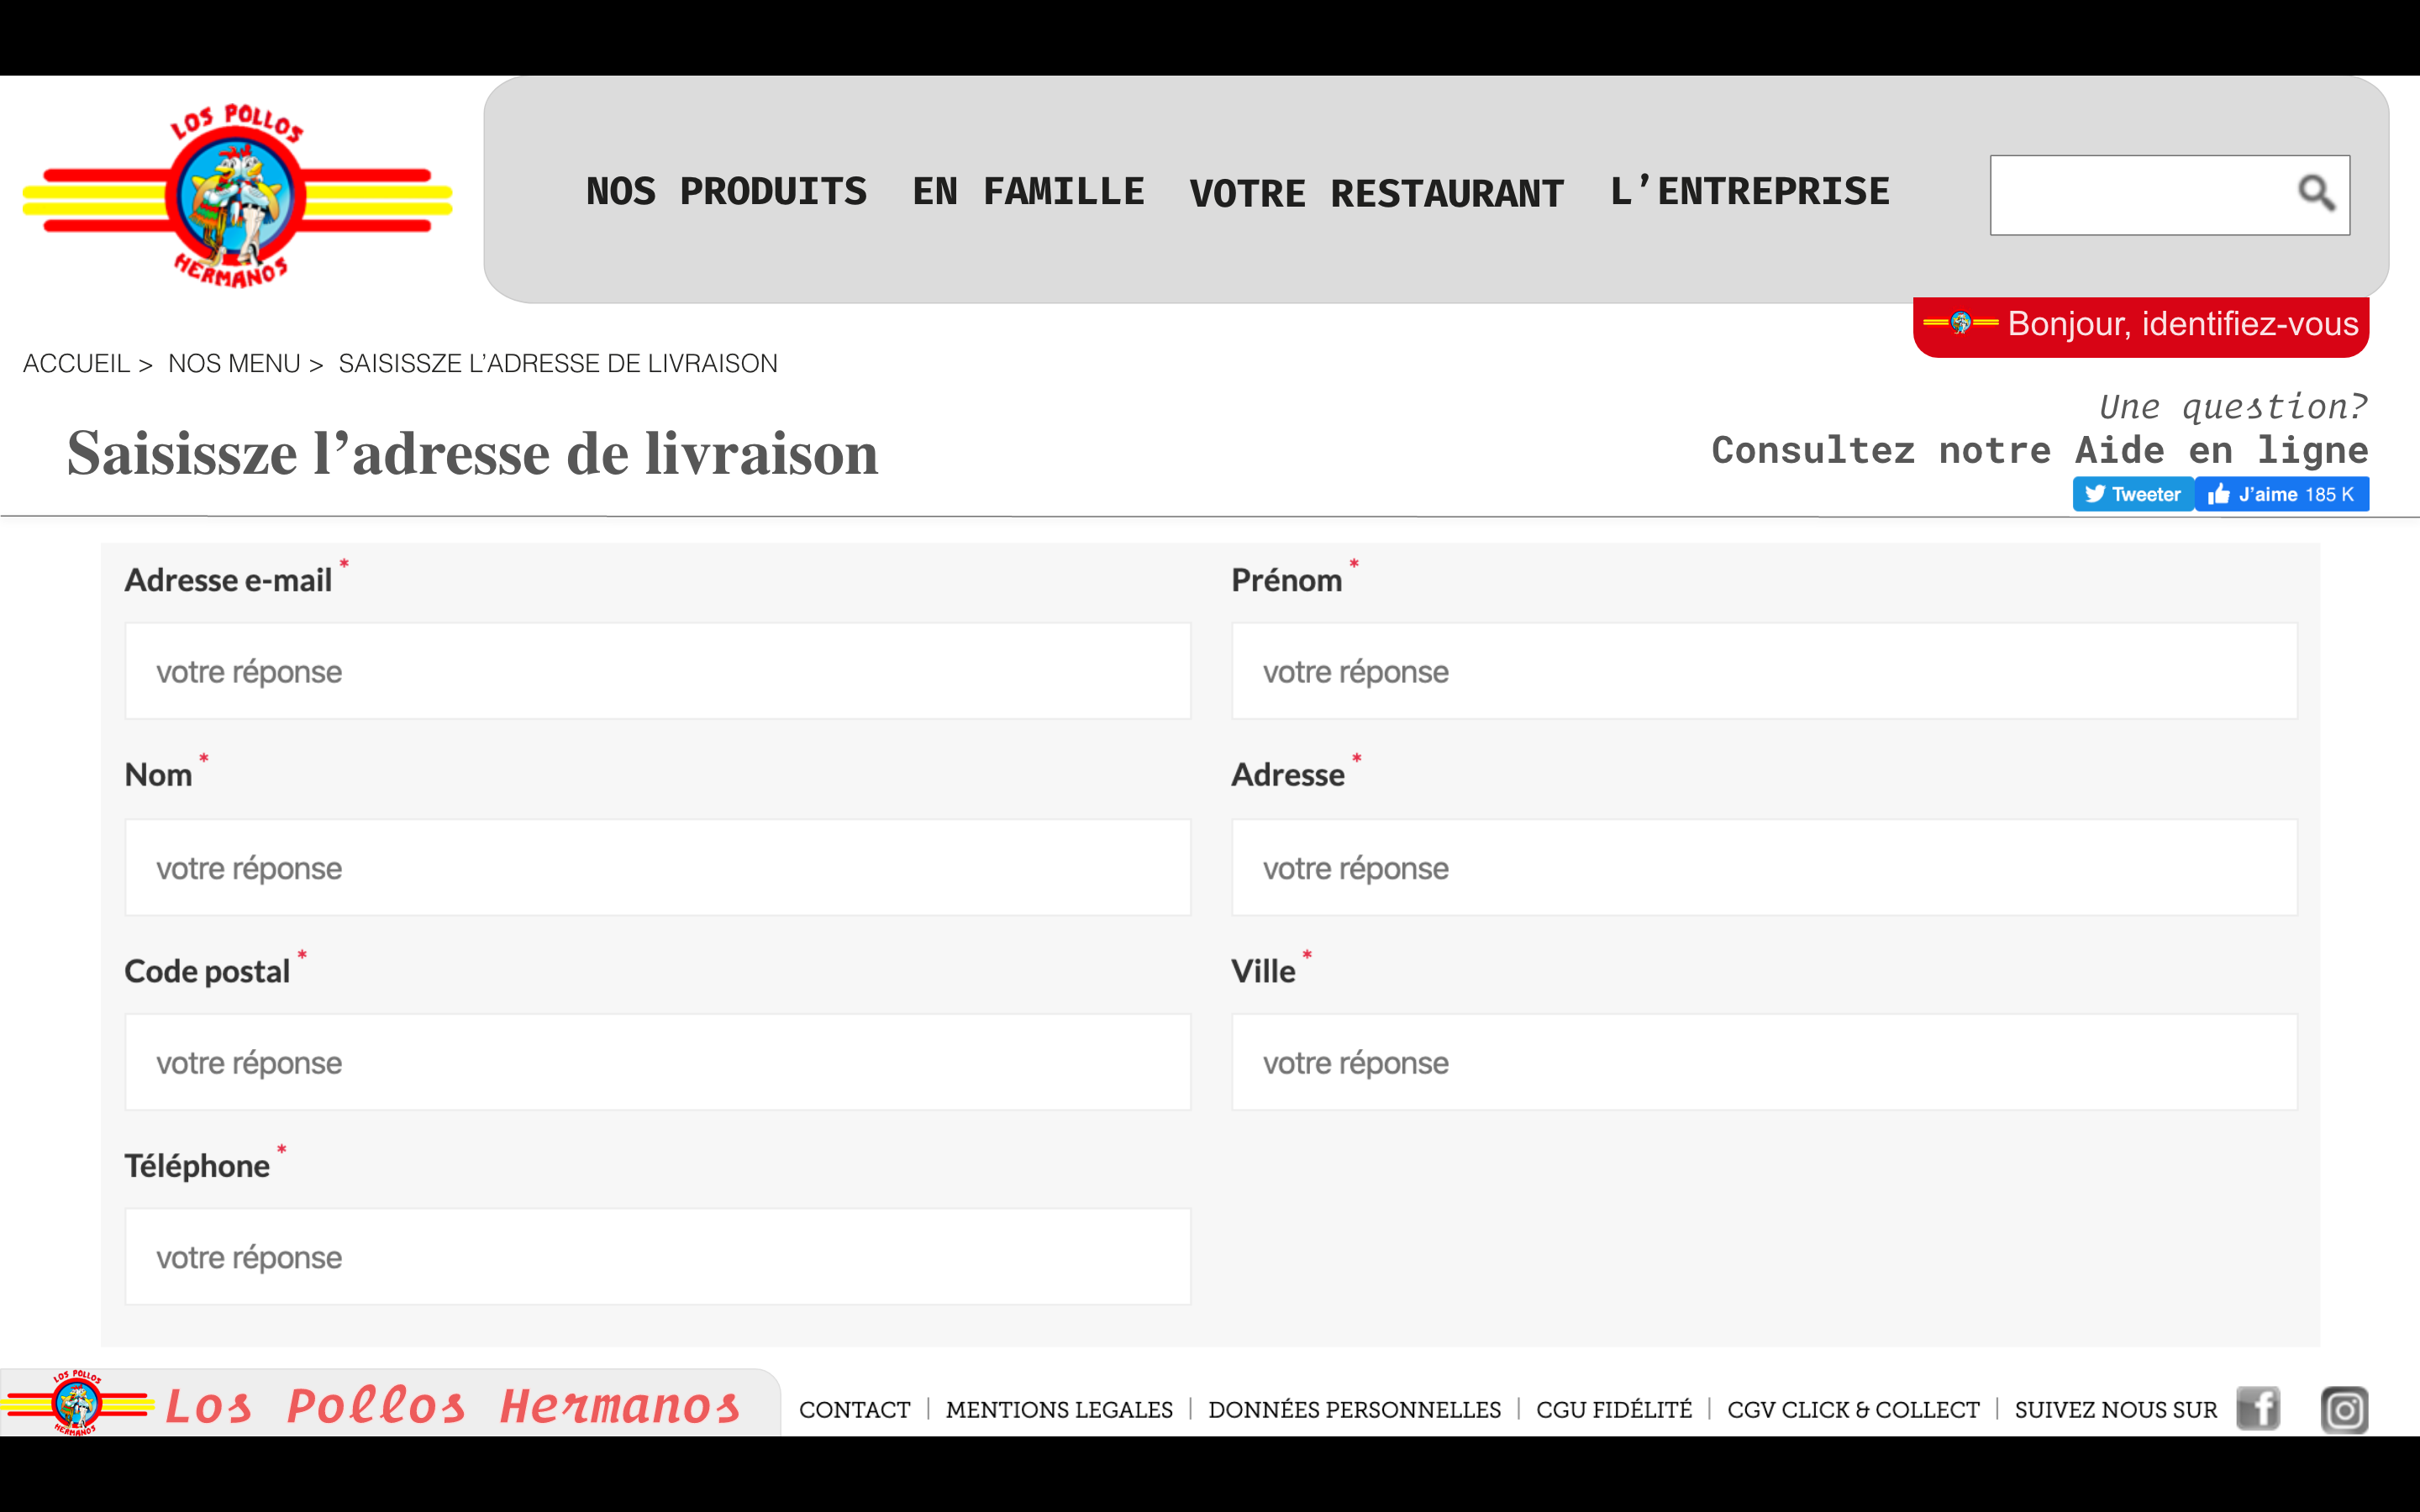 LOS POLLOS
HERMANOS
NOS PRODUITS EN FAMILLE VOTRE RESTAURANT L'ENTREPRISE
Bonjour, identifiez-vous
ACCUEIL > NOS MENU > SAISISSZE L'ADRESSE DE LIVRAISON
Une question?
Saisissze l'adresse de livraison
Consultez notre Aide en ligne
Tweeter J'aime 185 K
Adresse e-mail * Prénom *
votre réponse votre réponse
Nom * Adresse *
votre réponse votre réponse
Code postal * Ville *
votre réponse votre réponse
Téléphone *
votre réponse
LOS POLLOS
HERMANOS
Los Pollos Hermanos
CONTACT | MENTIONS LEGALES | DONNÉES PERSONNELLES | CGU FIDÉLITÉ | CGV CLICK & COLLECT | SUIVEZ NOUS SUR